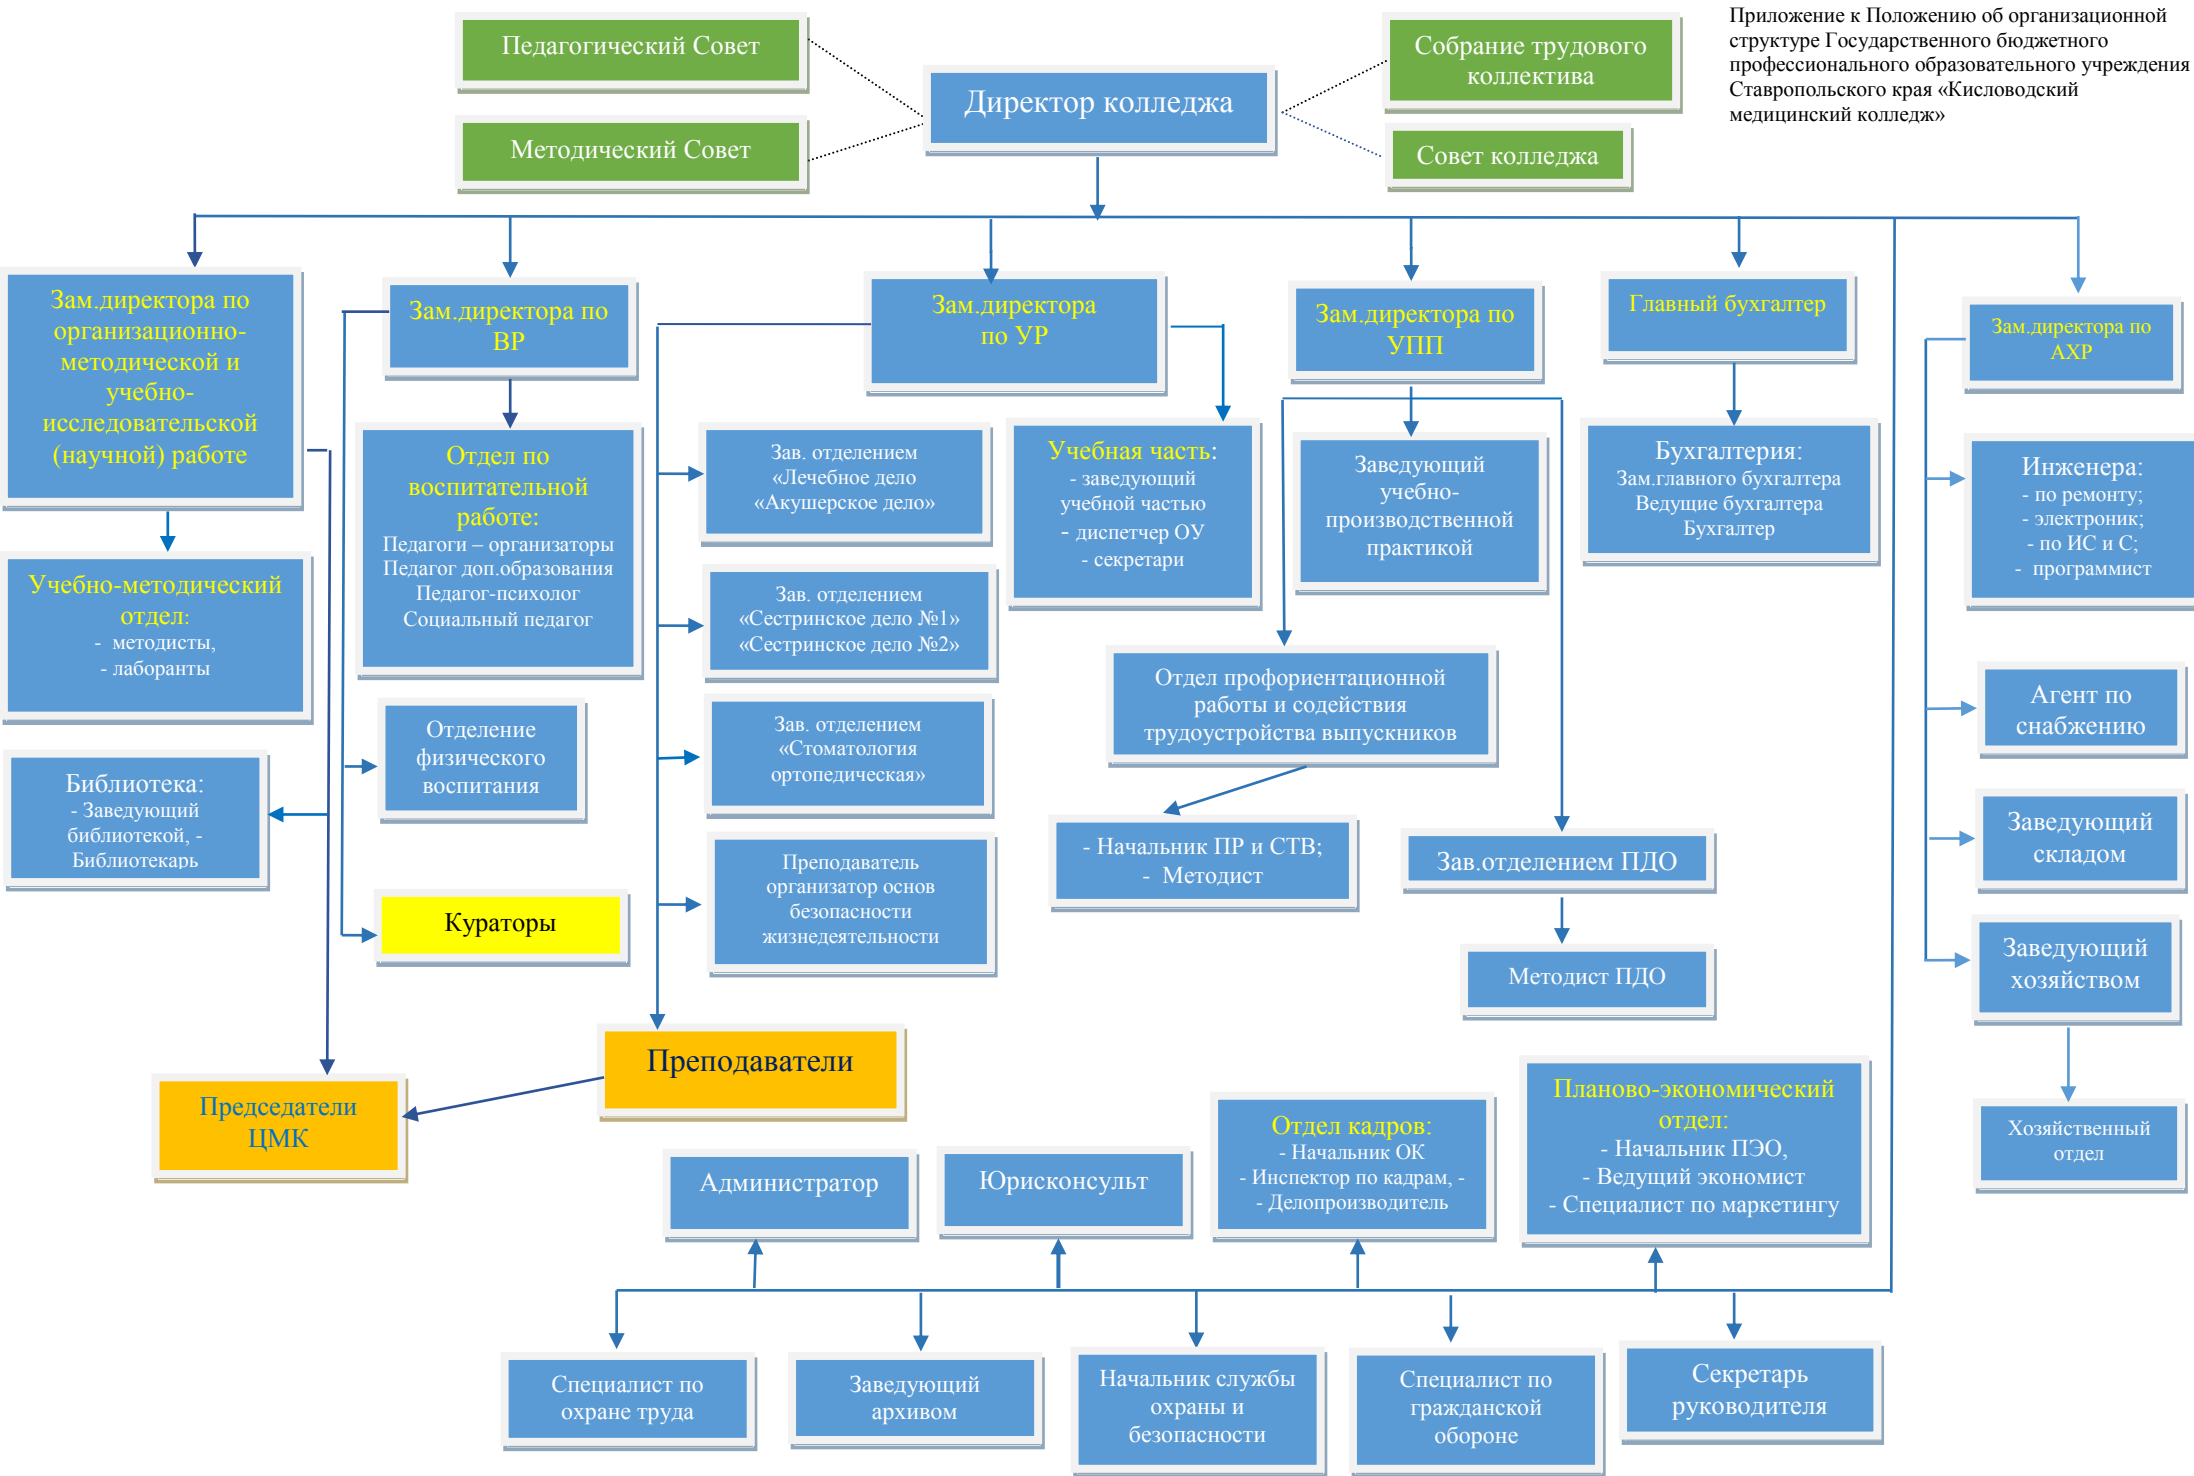 Приложение к Положению об организационной
структуре Государственного бюджетного
профессионального образовательного учреждения
Ставропольского края «Кисловодский
медицинский колледж»
Педагогический Совет
Методический Совет
Директор колледжа
Собрание трудового
коллектива
Совет колледжа
Зам.директора по
организационно-
методической и
учебно-
исследовательской
(научной) работе
Зам.директора по
ВР
Зам.директора
по УР
Зам.директора по
УПП
Главный бухгалтер
Зам.директора по
АХР
Учебно-методический
отдел:
- методисты,
- лаборанты
Библиотека:
- Заведующий
библиотекой, -
Библиотекарь
Отдел по
воспитательной
работе:
Педагоги – организаторы
Педагог доп.образования
Педагог-психолог
Социальный педагог
Отделение
физического
воспитания
Кураторы
Зав. отделением
«Лечебное дело
«Акушерское дело»
Зав. отделением
«Сестринское дело №1»
«Сестринское дело №2»
Зав. отделением
«Стоматология
ортопедическая»
Преподаватель
организатор основ
безопасности
жизнедеятельности
Учебная часть:
- заведующий
учебной частью
- диспетчер ОУ
- секретари
Заведующий
учебно-
производственной
практикой
Отдел профориентационной
работы и содействия
трудоустройства выпускников
- Начальник ПР и СТВ;
- Методист
Зав.отделением ПДО
Методист ПДО
Бухгалтерия:
Зам.главного бухгалтера
Ведущие бухгалтера
Бухгалтер
Инженера:
- по ремонту;
- электроник;
- по ИС и С;
- программист
Агент по
снабжению
Заведующий
складом
Заведующий
хозяйством
Хозяйственный
отдел
Преподаватели
Председатели
ЦМК
Администратор
Юрисконсульт
Отдел кадров:
- Начальник ОК
- Инспектор по кадрам, -
- Делопроизводитель
Планово-экономический
отдел:
- Начальник ПЭО,
- Ведущий экономист
- Специалист по маркетингу
Специалист по
охране труда
Заведующий
архивом
Начальник службы
охраны и
безопасности
Специалист по
гражданской
обороне
Секретарь
руководителя